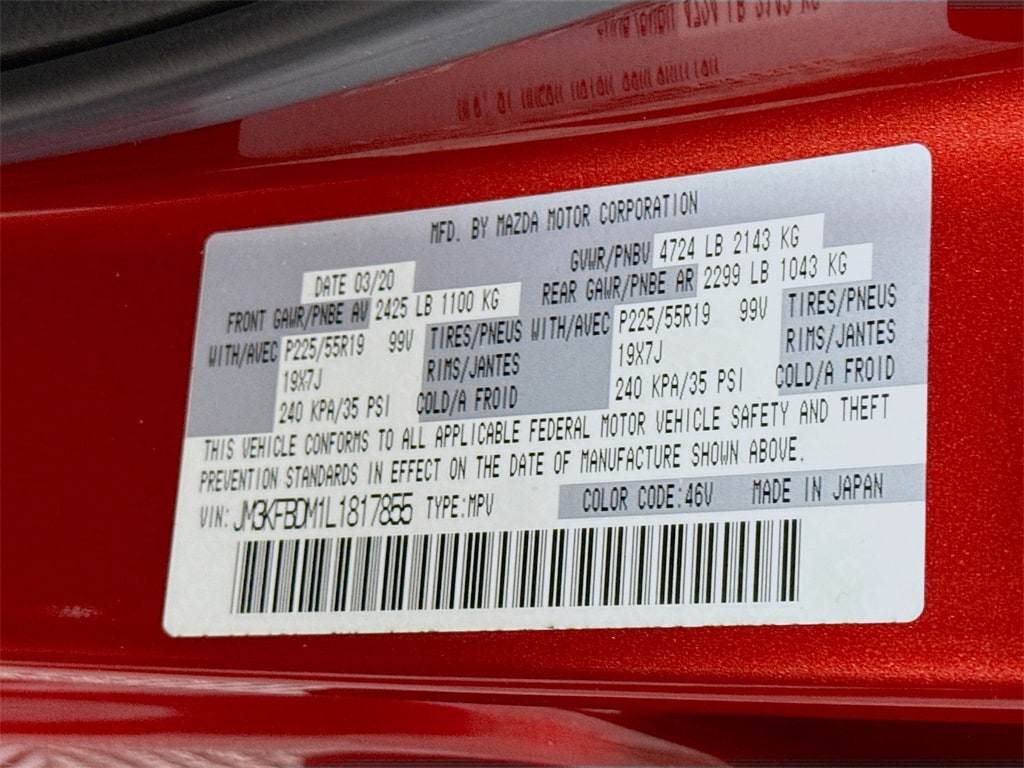 MFD. BY MAZDA MOTOR CORPORATION
DATE 03/20 GVWR/PNBV 4724 LB 2143 KG
FRONT GAWR/PNBE AV 2425 LB 1100 KG REAR GAWR/PNBE AR 2299 LB 1043 KG
WITH/AVEC P225/55R19 99V TIRES/PNEUS WITH/AVEC P225/55R19 99V TIRES/PNEUS
19X7J RIMS/JANTES 19X7J RIMS/JANTES
240 KPA/35 PSI COLD/A FROID 240 KPA/35 PSI COLD/A FROID
THIS VEHICLE CONFORMS TO ALL APPLICABLE FEDERAL MOTOR VEHICLE SAFETY AND THEFT
PREVENTION STANDARDS IN EFFECT ON THE DATE OF MANUFACTURE SHOWN ABOVE.
VIN: JM3KFBDM1L1817855 TYPE:MPV COLOR CODE:46V MADE IN JAPAN